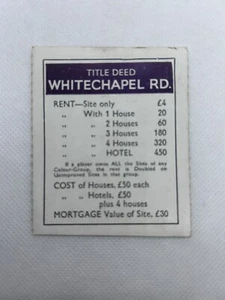 TITLE DEED
WHITECHAPEL RD.
RENT—Site only £4
„ With 1 House 20
„ „ 2 Houses 60
„ „ 3 Houses 180
„ „ 4 Houses 320
„ „ HOTEL 450
If a player owns ALL the Sites of any
Colour-Group, the rent is Doubled on
Unimproved Sites in that group.
COST of Houses, £50 each
„ „ Hotels, £50
plus 4 houses
MORTGAGE Value of Site, £30